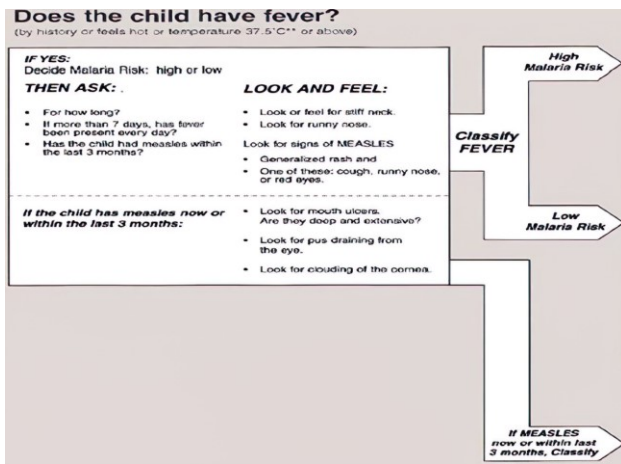 Does the child have fever?
(by history or feels hot or temperature 37.5°C** or above)
IF YES:
Decide Malaria Risk: high or low
THEN ASK: .
• For how long?
• If more than 7 days, has fever
been present every day?
• Has the child had measles within
the last 3 months?
LOOK AND FEEL:
• Look or feel for stiff neck.
• Look for runny nose.
Look for signs of MEASLES
• Generalized rash and
• One of these: cough, runny nose,
or red eyes.
If the child has measles now or
within the last 3 months:
• Look for mouth ulcers.
Are they deep and extensive?
• Look for pus draining from
the eye.
• Look for clouding of the cornea.
Classify
FEVER
High
Malaria Risk
Low
Malaria Risk
If MEASLES
now or within last
3 months, Classify